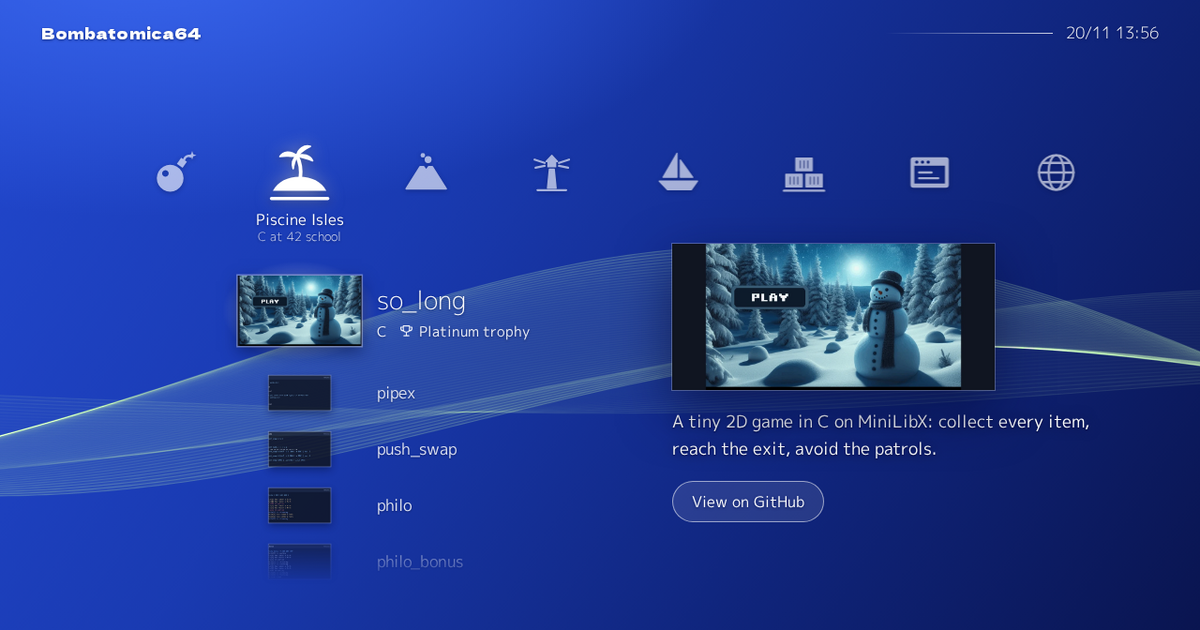 Bombatomica64
20/11 13:56
Piscine Isles
C at 42 school
PLAY
so_long
C Platinum trophy
pipex
push_swap
philo
philo_bonus
PLAY
A tiny 2D game in C on MiniLibX: collect every item,
reach the exit, avoid the patrols.
View on GitHub